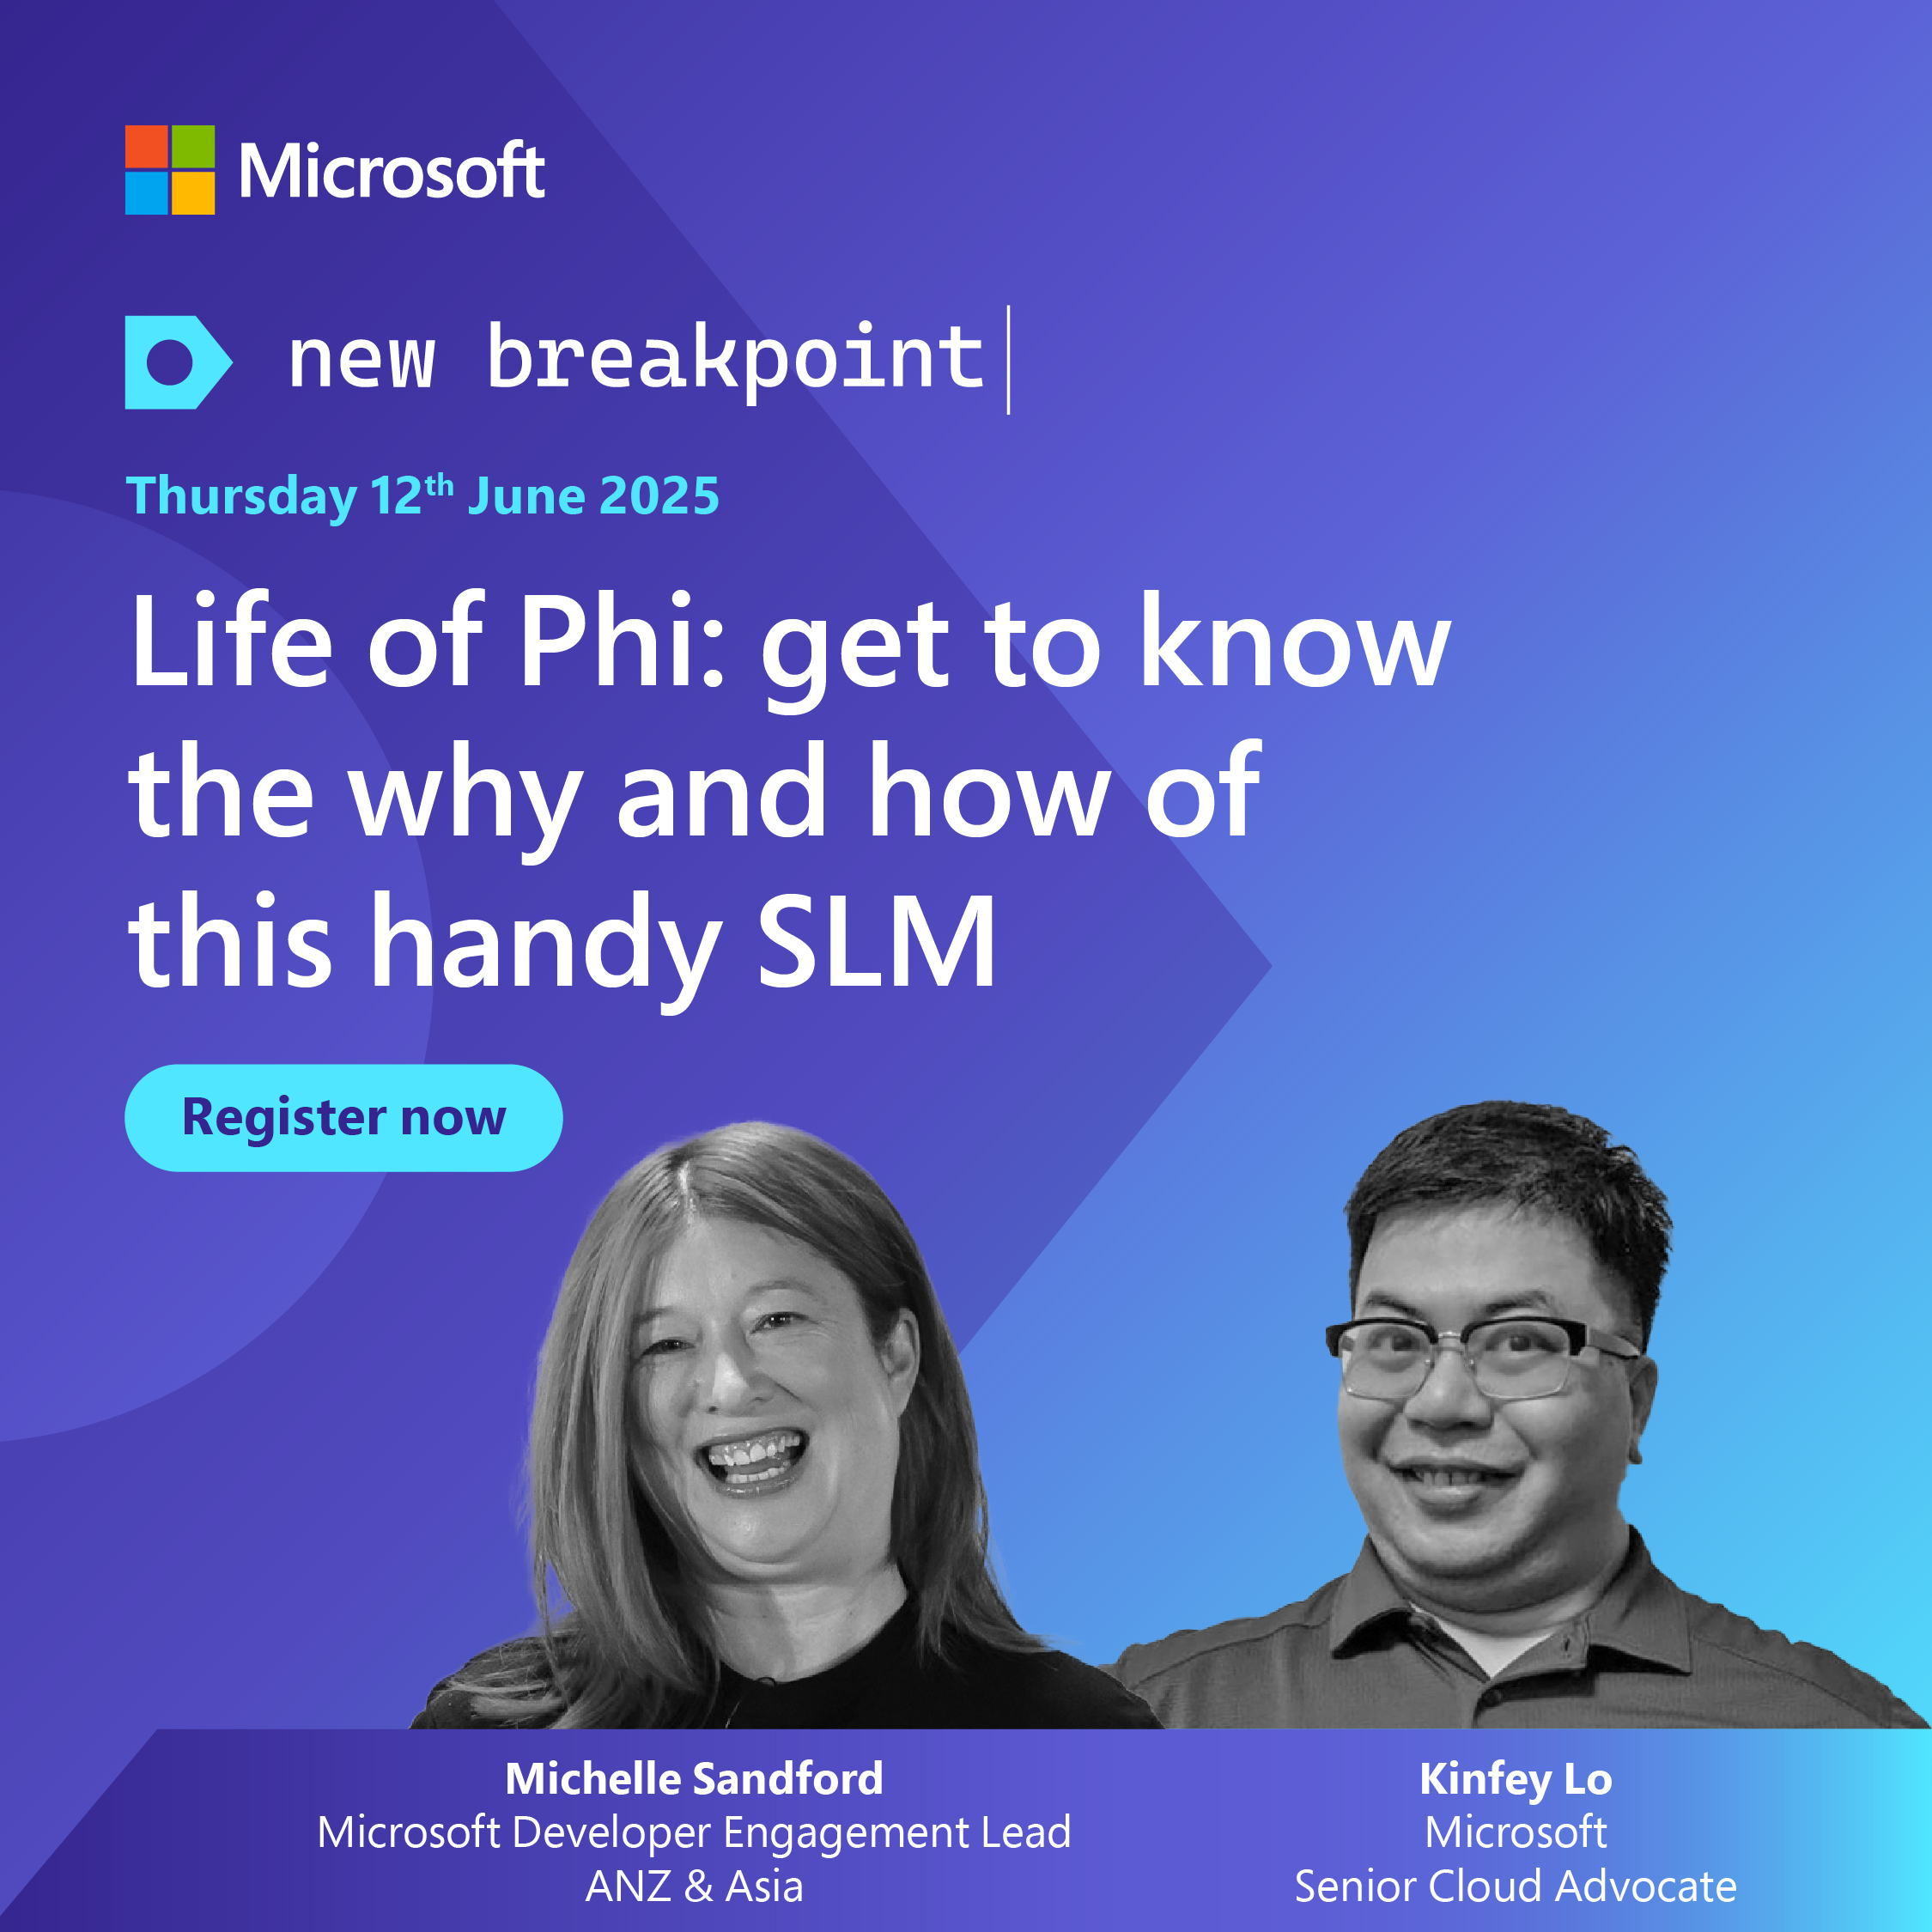 Microsoft
new breakpoint
Thursday 12th June 2025
Life of Phi: get to know
the why and how of
this handy SLM
Register now
Michelle Sandford
Microsoft Developer Engagement Lead
ANZ & Asia
Kinfey Lo
Microsoft
Senior Cloud Advocate